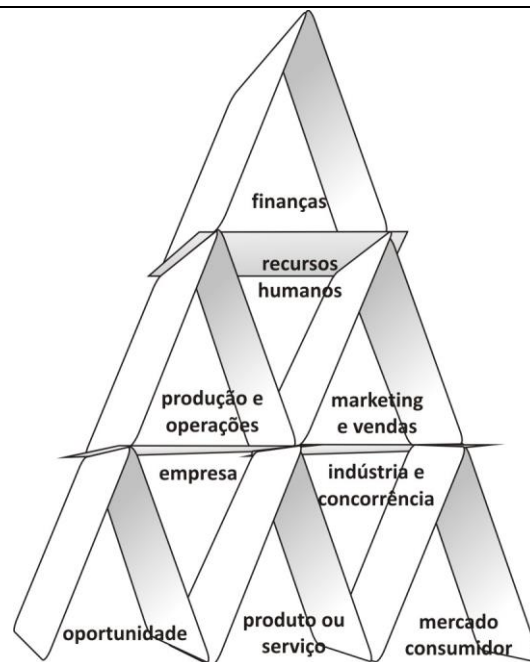 finanças
recursos
humanos
produção e
operações
marketing
e vendas
empresa
indústria e
concorrência
oportunidade
produto ou
serviço
mercado
consumidor